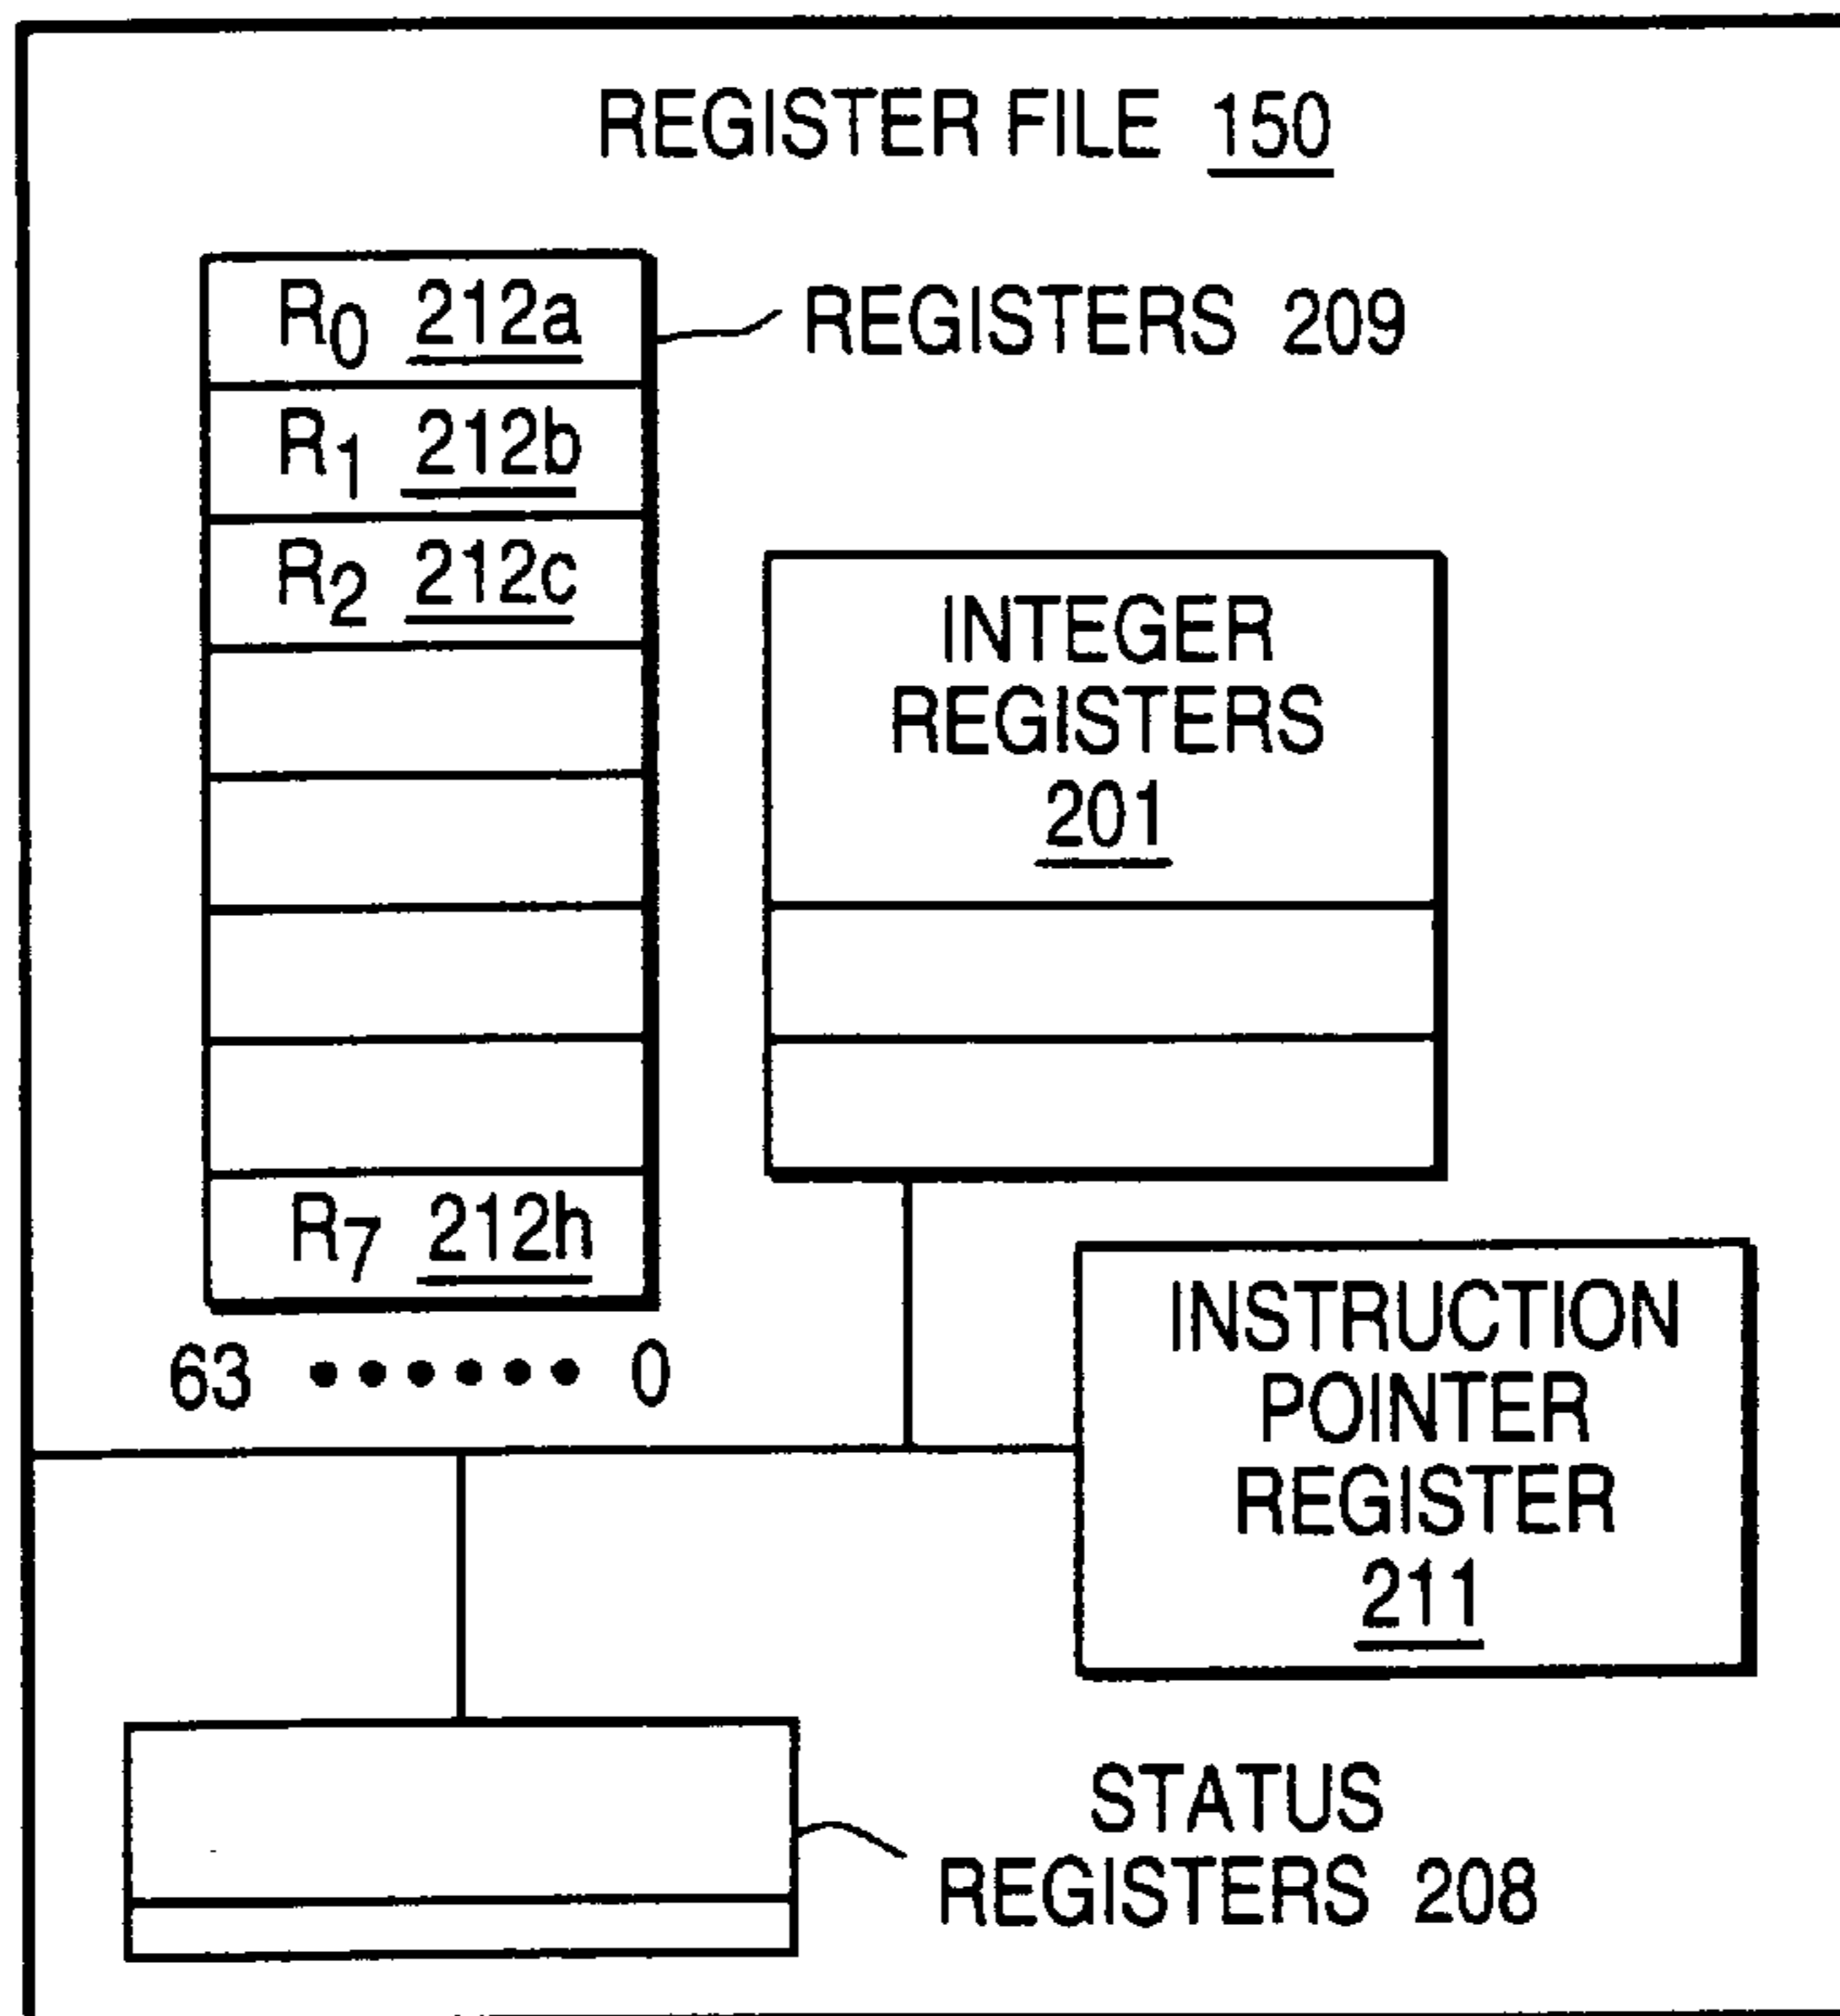 REGISTER FILE 150
R0 212a
REGISTERS 209
R1 212b
R2 212c
INTEGER
REGISTERS
201
R7 212h
63 •••••• 0
INSTRUCTION
POINTER
REGISTER
211
STATUS
REGISTERS 208